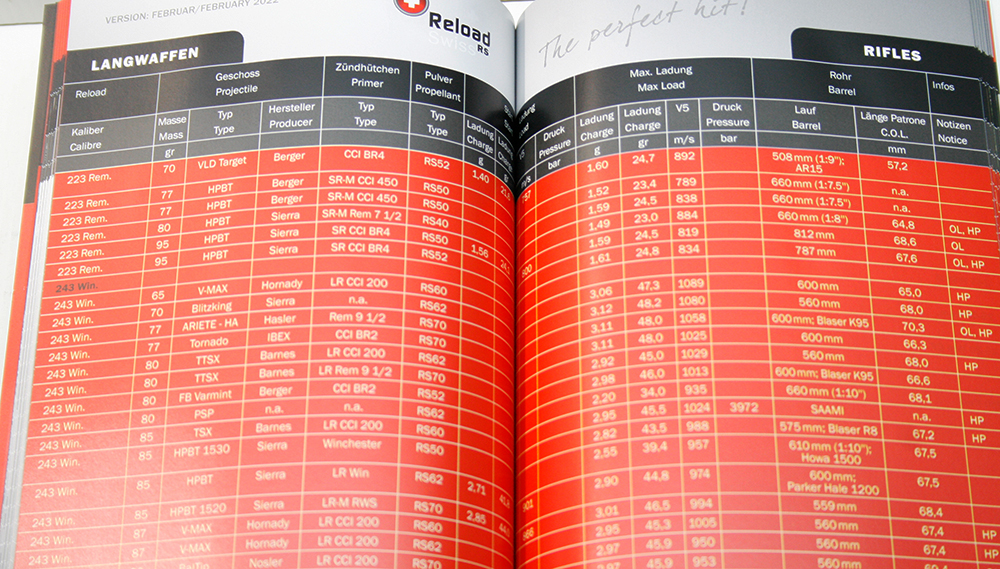 VERSION: FEBRUAR/FEBRUARY 2022
Reload
Swiss RS
LANGWAFFEN
Reload Geschoss Projectile Zündhütchen Primer Pulver Propellant
Kaliber Calibre Masse Mass Typ Type Hersteller Producer Typ Type Typ Type Ladung Charge
gr g
223 Rem. 70 VLD Target Berger CCI BR4 RS52 1,40
223 Rem. 77 HPBT Berger SR-M CCI 450 RS50
223 Rem. 77 HPBT Berger SR-M CCI 450 RS50
223 Rem. 80 HPBT Sierra SR-M Rem 7 1/2 RS40
223 Rem. 95 HPBT Sierra SR CCI BR4 RS50
223 Rem. 95 HPBT Sierra SR CCI BR4 RS52 1,56
243 Win.
243 Win. 65 V-MAX Hornady LR CCI 200 RS60
243 Win. 70 Blitzking Sierra n.a. RS62
243 Win. 77 ARIETE - HA Hasler Rem 9 1/2 RS70
243 Win. 77 Tornado IBEX CCI BR2 RS70
243 Win. 80 TTSX Barnes LR CCI 200 RS62
243 Win. 80 TTSX Barnes LR Rem 9 1/2 RS70
243 Win. 80 FB Varmint Berger CCI BR2 RS52
243 Win. 80 PSP n.a. n.a. RS62
243 Win. 85 TSX Barnes LR CCI 200 RS60
243 Win. 85 HPBT 1530 Sierra Winchester RS50
243 Win. 85 HPBT Sierra LR Win RS62 2,71
243 Win. 85 HPBT 1520 Sierra LR-M RWS RS70 2,85
243 Win. 87 V-MAX Hornady LR CCI 200 RS60
243 Win. 87 V-MAX Hornady LR CCI 200 RS62
BalTip Nosler LR CCI 200
The perfect hit!
RIFLES
Max. Ladung Max Load Rohr Barrel Infos
Druck Pressure Ladung Charge Ladung Charge V5 Druck Pressure Lauf Barrel Länge Patrone C.O.L. Notizen Notice
m/s bar g gr m/s bar mm
757 1.60 24,7 892 508 mm (1:9"); AR15 57,2
1.52 23,4 789 660 mm (1:7.5") n.a.
1.59 24,5 838 660 mm (1:7.5") n.a.
1.49 23,0 884 660 mm (1:8") 64,8 OL, HP
1.59 24,5 819 812 mm 68,6 OL
800 1.61 24,8 834 787 mm 67,6 OL, HP
3,06 47,3 1089 600 mm 65,0 HP
3.12 48,2 1080 560 mm 68,0 HP
3.11 48,0 1058 600 mm; Blaser K95 70,3 OL, HP
3.11 48,0 1025 600 mm 66,3
2.92 45,0 1029 560 mm 68,0 HP
2.98 46,0 1013 600 mm; Blaser K95 66,6
2.20 34,0 935 660 mm (1:10") 68,1
2.95 45,5 1024 3972 SAAMI n.a. HP
2.82 43,5 988 575 mm; Blaser R8 67,2 HP
2.55 39,4 957 610 mm (1:10"); Howa 1500 67,5
901 2.90 44,8 974 600 mm; Parker Hale 1200 67,5
966 3,01 46,5 994 559 mm 68,4
2.95 45,3 1005 560 mm 67,4 HP
2.97 45,9 950 560 mm 67,4 HP
2.97 45,9 953 560 mm HP